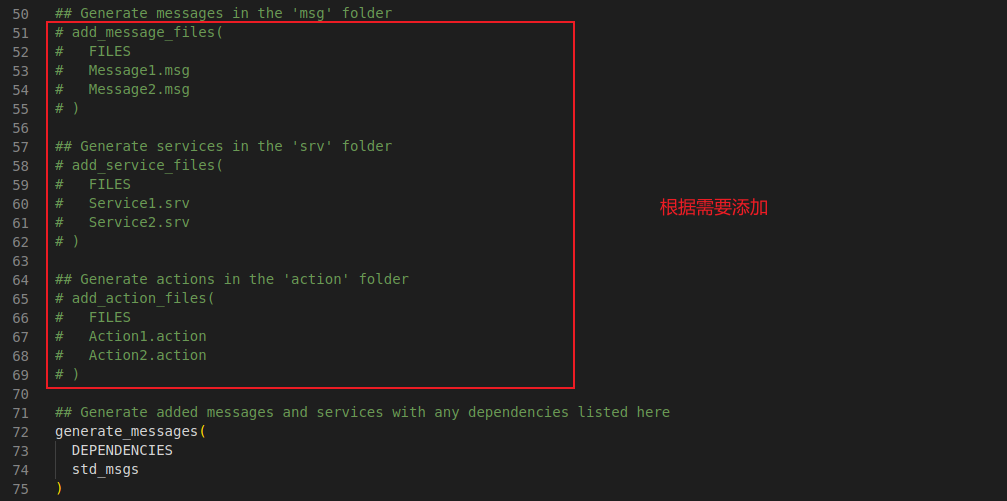 50 ## Generate messages in the 'msg' folder
51 # add_message_files(
52 #   FILES
53 #   Message1.msg
54 #   Message2.msg
55 # )
56
57 ## Generate services in the 'srv' folder
58 # add_service_files(
59 #   FILES
60 #   Service1.srv
61 #   Service2.srv
62 # )
63
64 ## Generate actions in the 'action' folder
65 # add_action_files(
66 #   FILES
67 #   Action1.action
68 #   Action2.action
69 # )
70
71 ## Generate added messages and services with any dependencies listed here
72 generate_messages(
73   DEPENDENCIES
74   std_msgs
75 )
根据需要添加